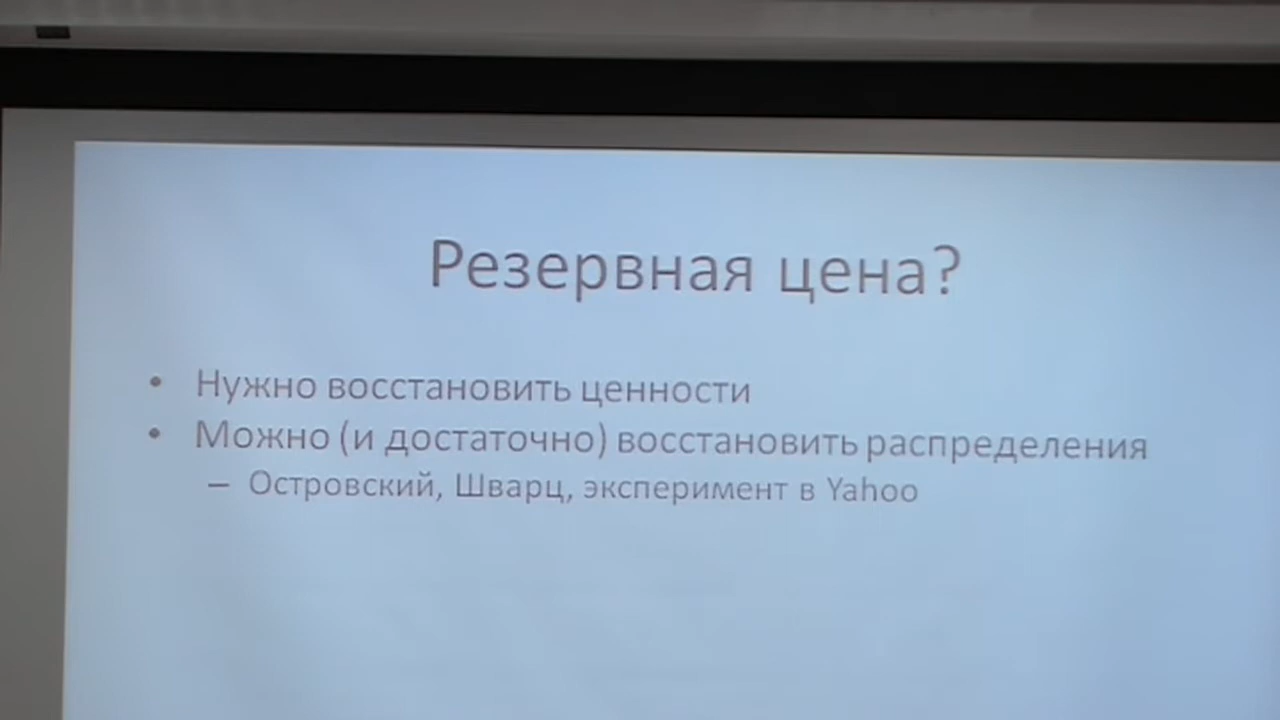 Резервная цена?
• Нужно восстановить ценности
• Можно (и достаточно) восстановить распределения
– Островский, Шварц, эксперимент в Yahoo